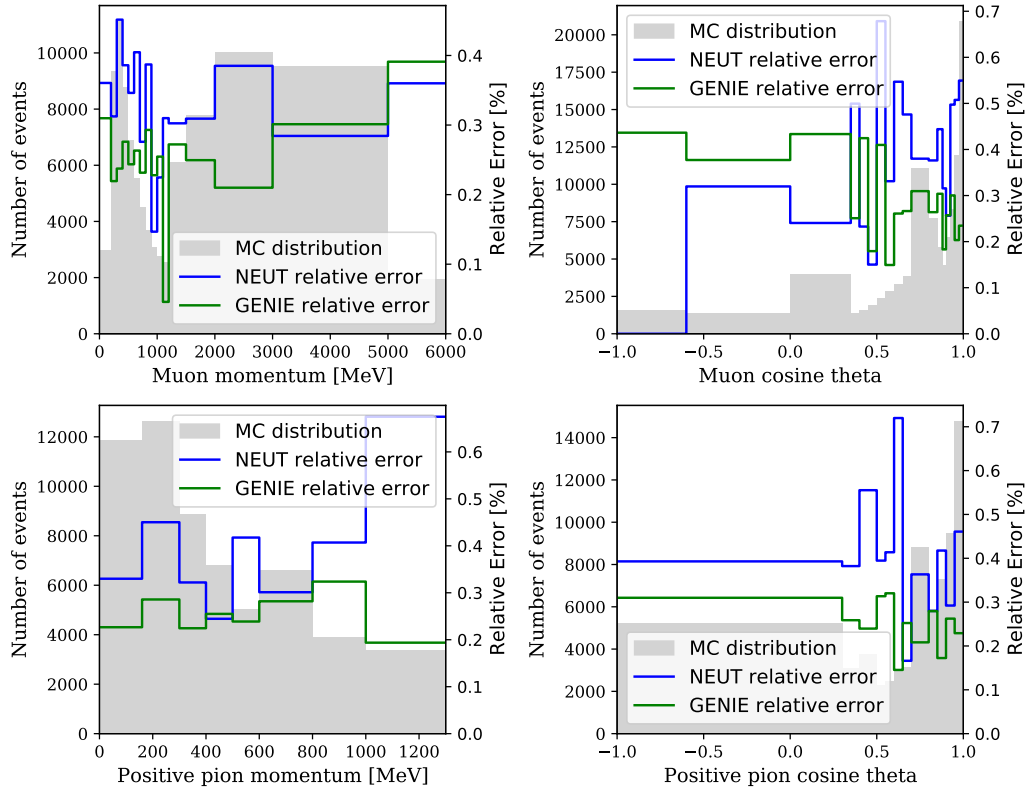 10000
8000
6000
4000
2000
0
Number of events
0.4
0.3
0.2
0.1
0.0
Relative Error [%]
MC distribution
NEUT relative error
GENIE relative error
0 1000 2000 3000 4000 5000 6000
Muon momentum [MeV]
20000
17500
15000
12500
10000
7500
5000
2500
0
Number of events
0.7
0.6
0.5
0.4
0.3
0.2
0.1
0.0
Relative Error [%]
MC distribution
NEUT relative error
GENIE relative error
−1.0 −0.5 0.0 0.5 1.0
Muon cosine theta
12000
10000
8000
6000
4000
2000
0
Number of events
0.6
0.5
0.4
0.3
0.2
0.1
0.0
Relative Error [%]
MC distribution
NEUT relative error
GENIE relative error
0 200 400 600 800 1000 1200
Positive pion momentum [MeV]
14000
12000
10000
8000
6000
4000
2000
0
Number of events
0.7
0.6
0.5
0.4
0.3
0.2
0.1
0.0
Relative Error [%]
MC distribution
NEUT relative error
GENIE relative error
−1.0 −0.5 0.0 0.5 1.0
Positive pion cosine theta